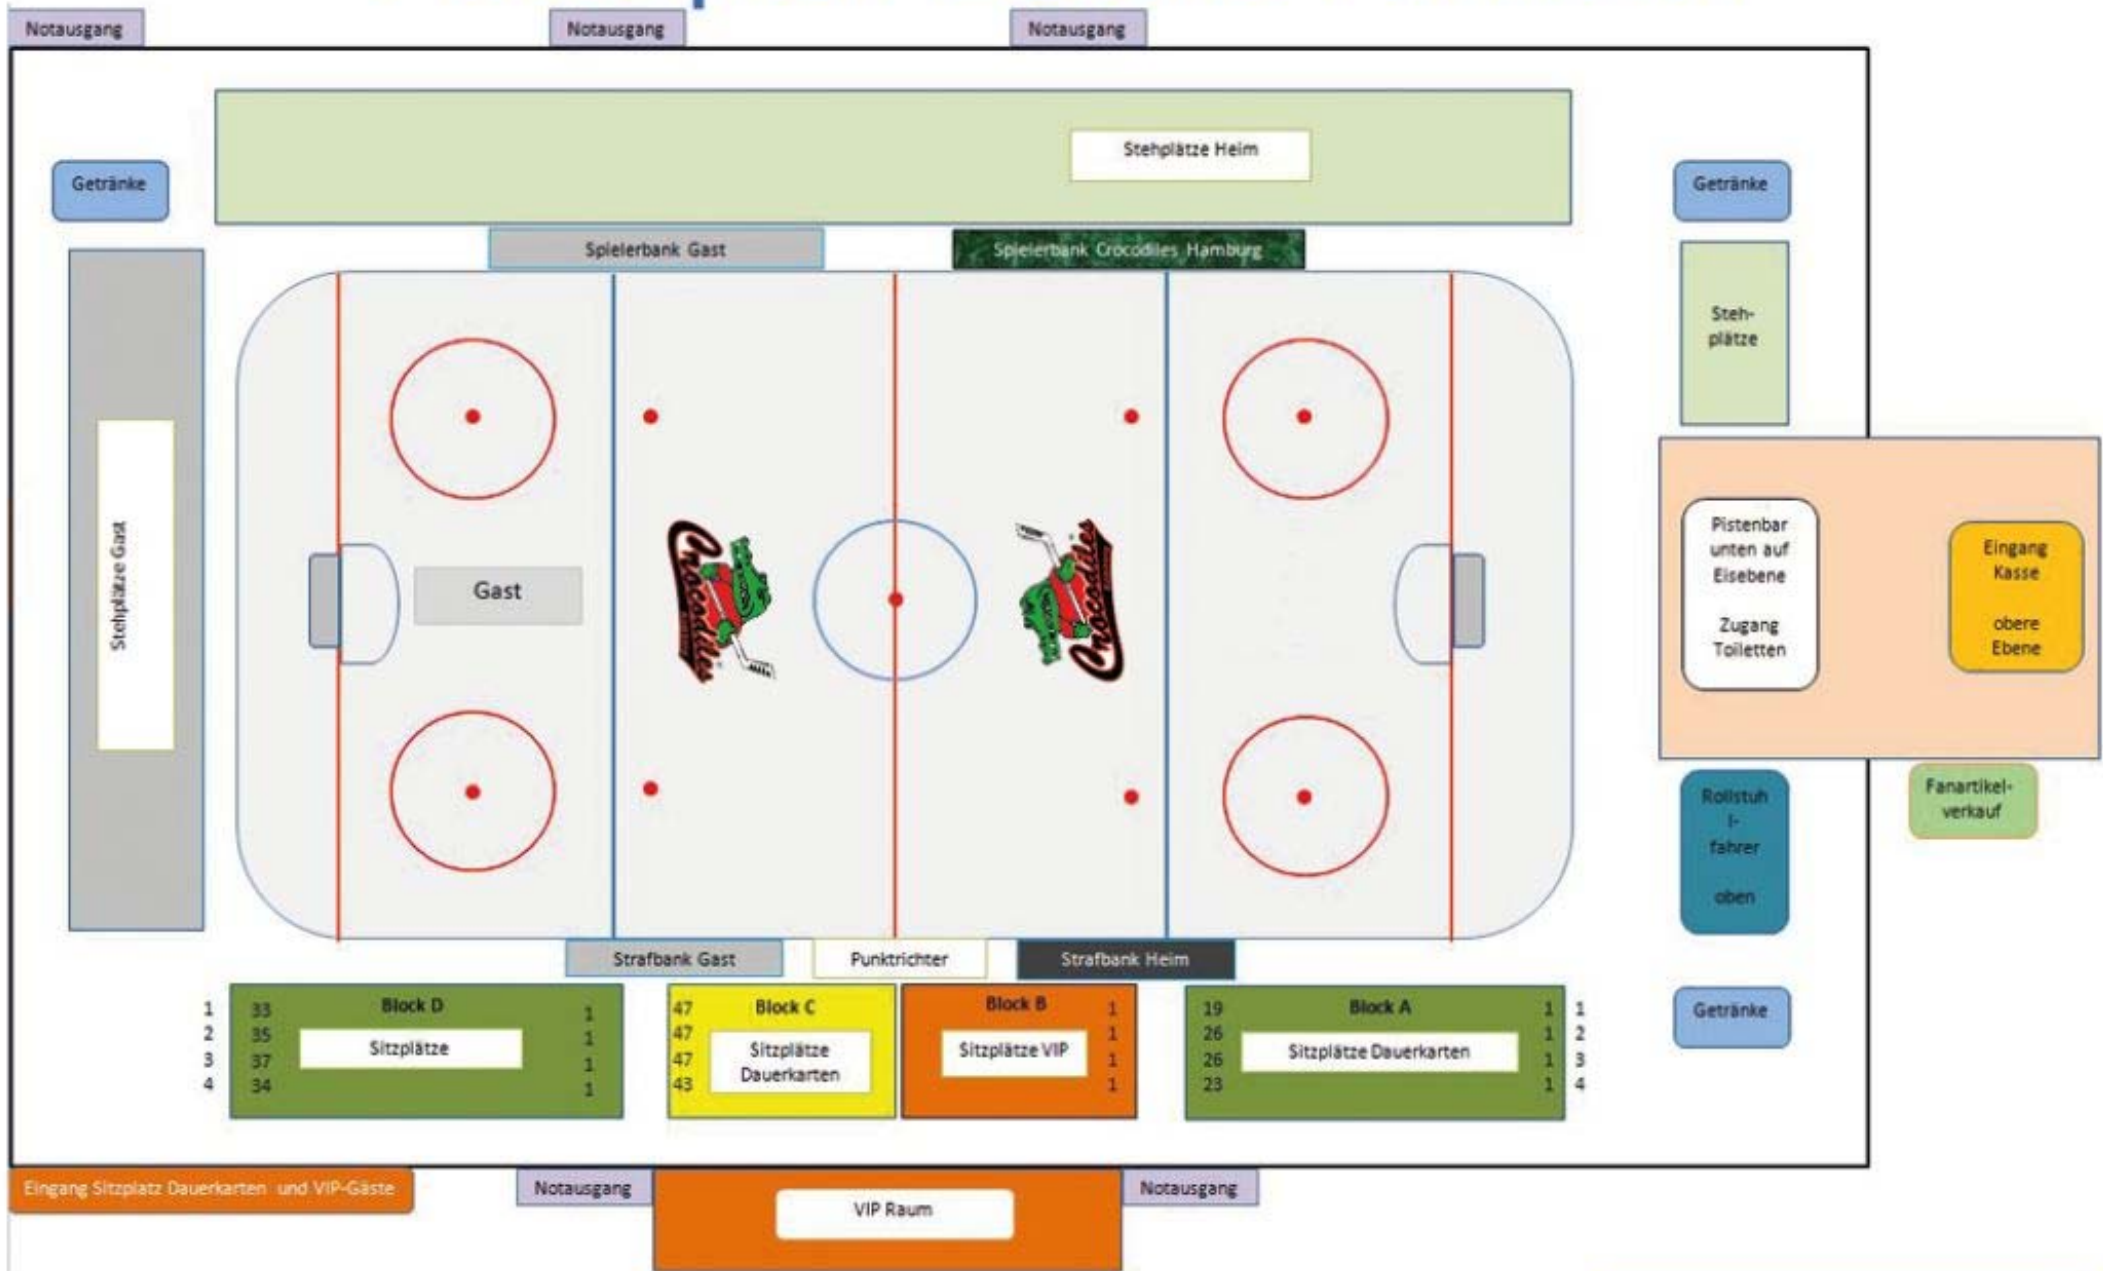 Notausgang
Notausgang
Notausgang
Stehplätze Heim
Getränke
Getränke
Spielerbank Gast
Spielerbank Crocodiles Hamburg
Steh-
plätze
Stehplätze Gast
Gast
Crocodiles
Crocodiles
Pistenbar
unten auf
Eisebene
Zugang
Toiletten
Eingang
Kasse
obere
Ebene
Rollstuh
l-
fahrer
oben
Fanartikel-
verkauf
Strafbank Gast
Punktrichter
Strafbank Heim
Block D
1 33 1
2 35 1
3 37 1
4 34 1
Sitzplätze
Block C
47
47
47
43
Sitzplätze
Dauerkarten
Block B
1
1
1
1
Sitzplätze VIP
Block A
19 1 1
26 1 2
26 1 3
23 1 4
Sitzplätze Dauerkarten
Getränke
Eingang Sitzplatz Dauerkarten und VIP-Gäste
Notausgang
VIP Raum
Notausgang